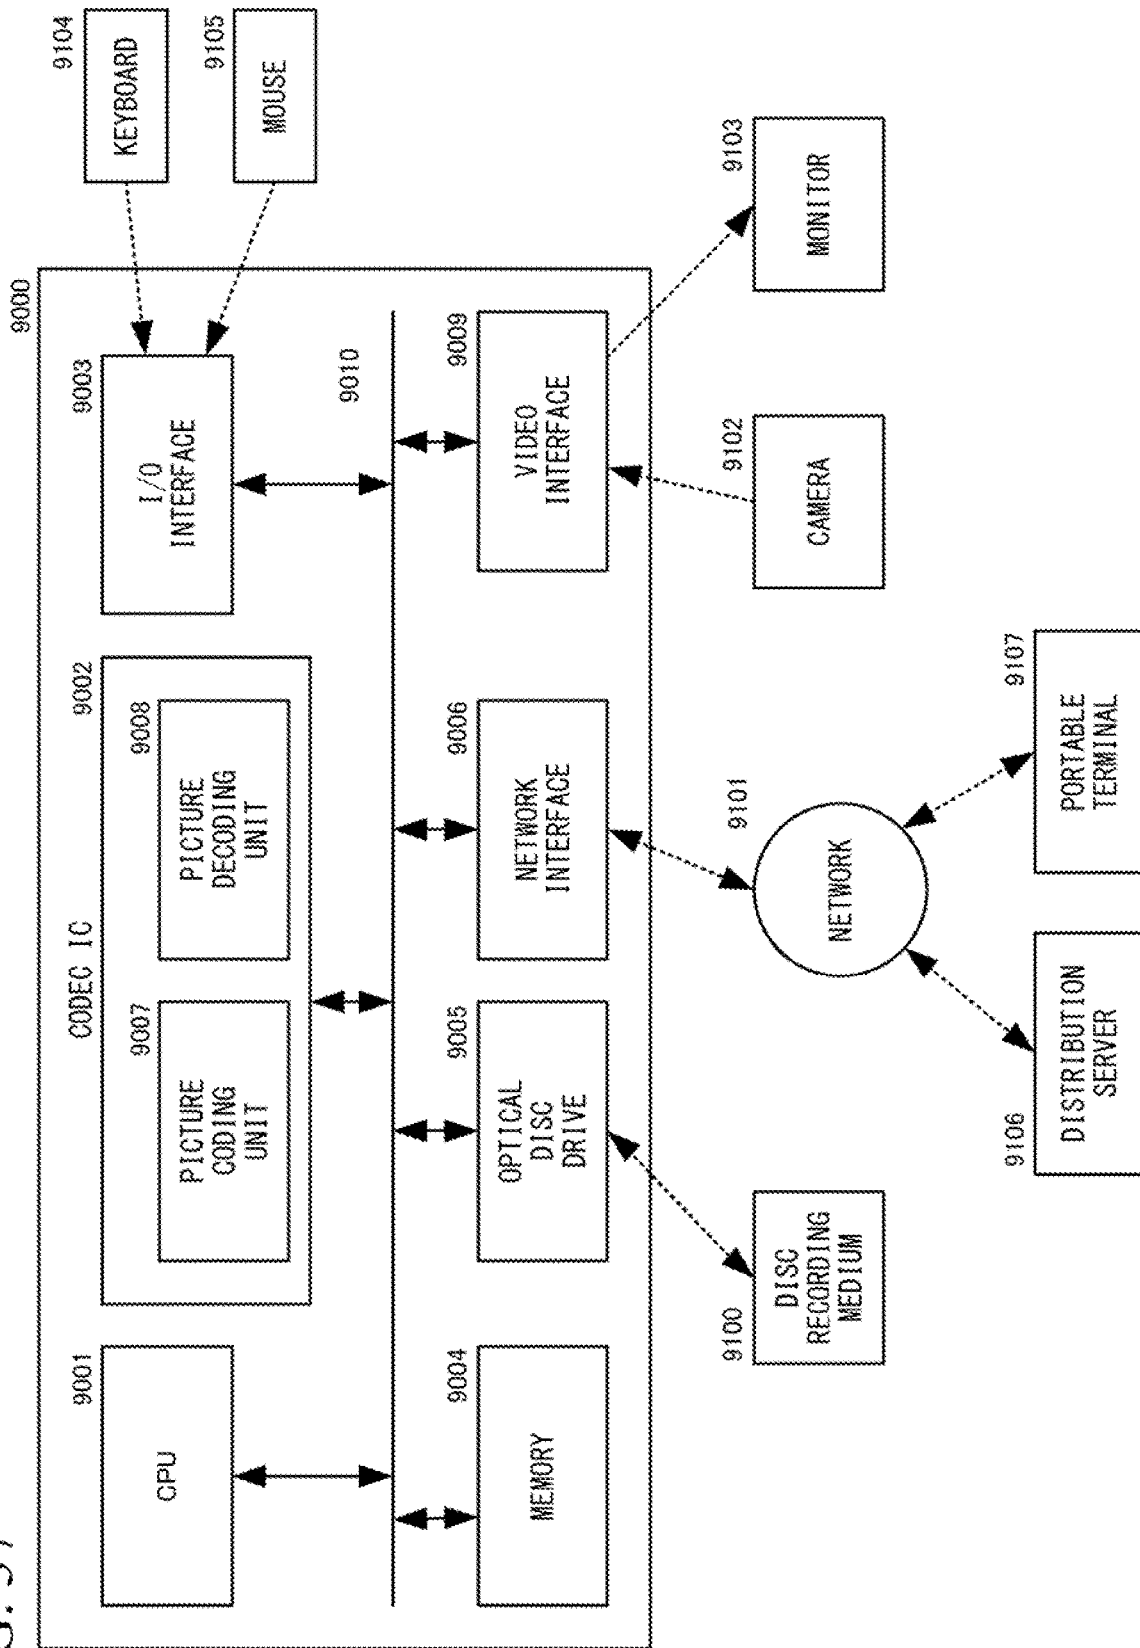 9000
9001
CPU
CODEC IC
9002
9007
PICTURE
CODING
UNIT
9008
PICTURE
DECODING
UNIT
9003
I/O
INTERFACE
9104
KEYBOARD
9105
MOUSE
9010
9004
MEMORY
9005
OPTICAL
DISC
DRIVE
9006
NETWORK
INTERFACE
9009
VIDEO
INTERFACE
9100
DISC
RECORDING
MEDIUM
9101
NETWORK
9102
CAMERA
9103
MONITOR
9106
DISTRIBUTION
SERVER
9107
PORTABLE
TERMINAL